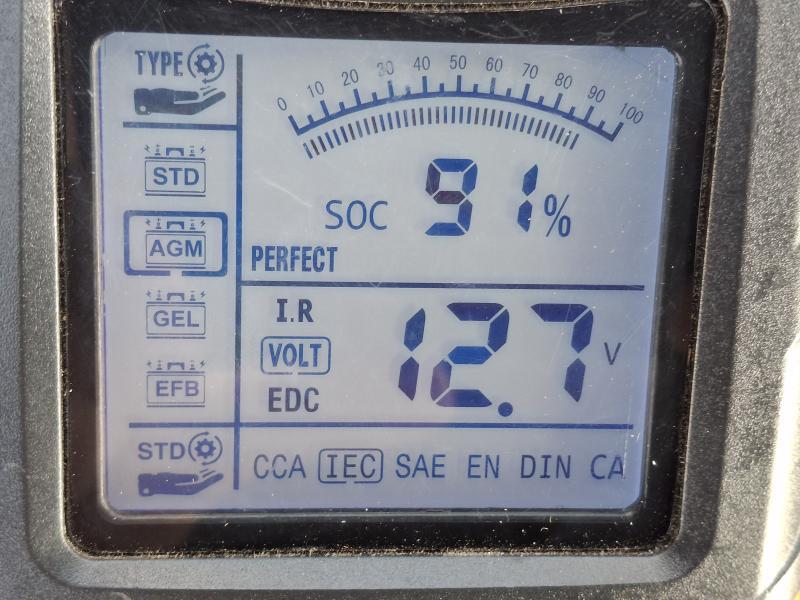 TYPE
STD
AGM
GEL
EFB
STD
0 10 20 30 40 50 60 70 80 90 100
SOC 91%
PERFECT
I.R
VOLT
EDC
12.7 V
CCA IEC SAE EN DIN CA